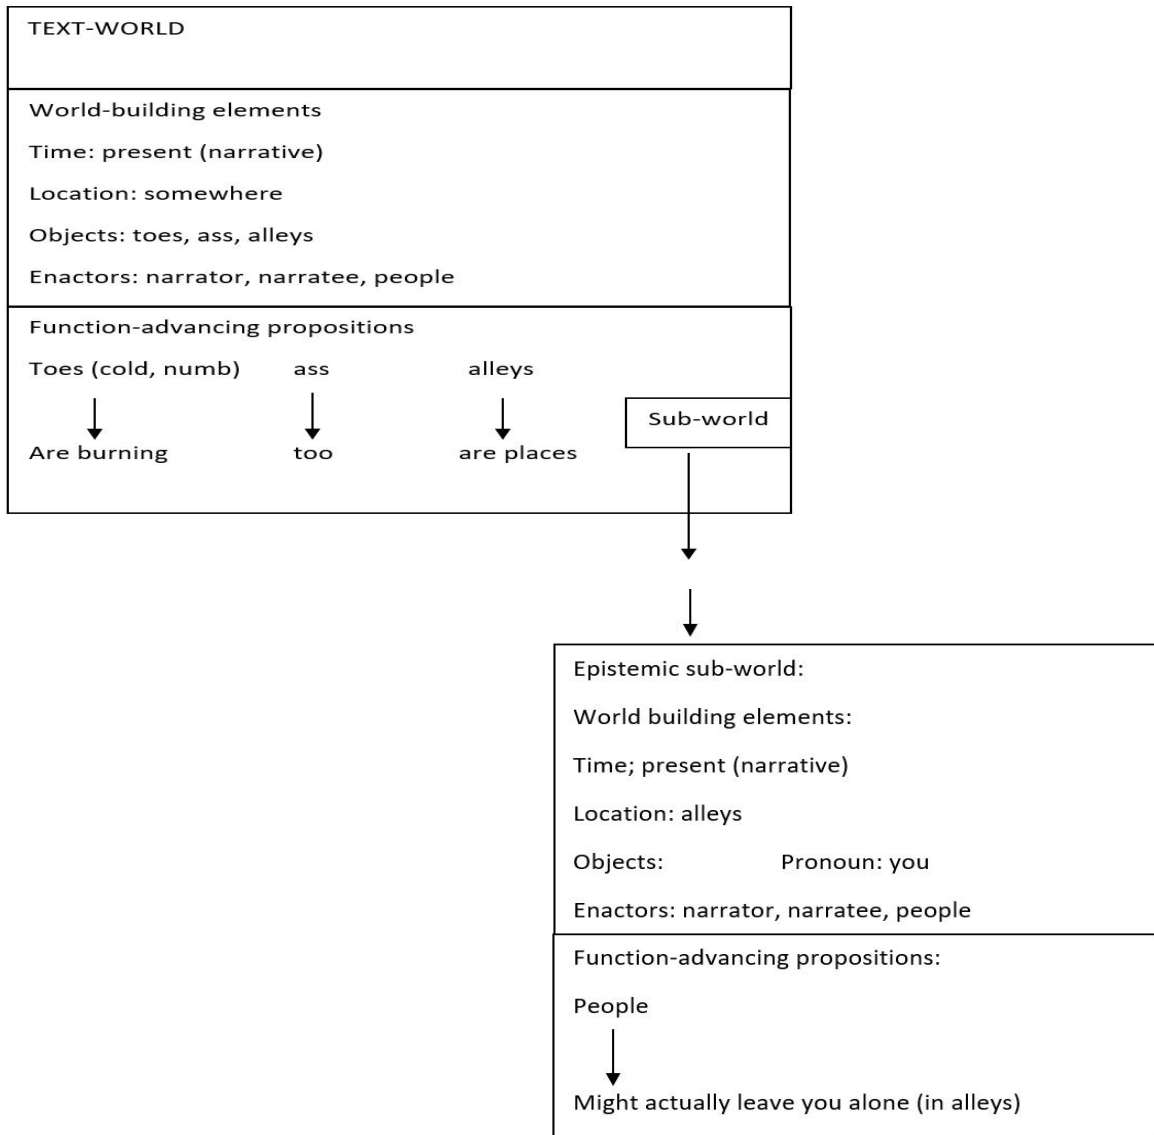 TEXT-WORLD
World-building elements
Time: present (narrative)
Location: somewhere
Objects: toes, ass, alleys
Enactors: narrator, narratee, people
Function-advancing propositions
Toes (cold, numb) ass alleys
Sub-world
Are burning too are places
Epistemic sub-world:
World building elements:
Time; present (narrative)
Location: alleys
Objects: Pronoun: you
Enactors: narrator, narratee, people
Function-advancing propositions:
People
Might actually leave you alone (in alleys)